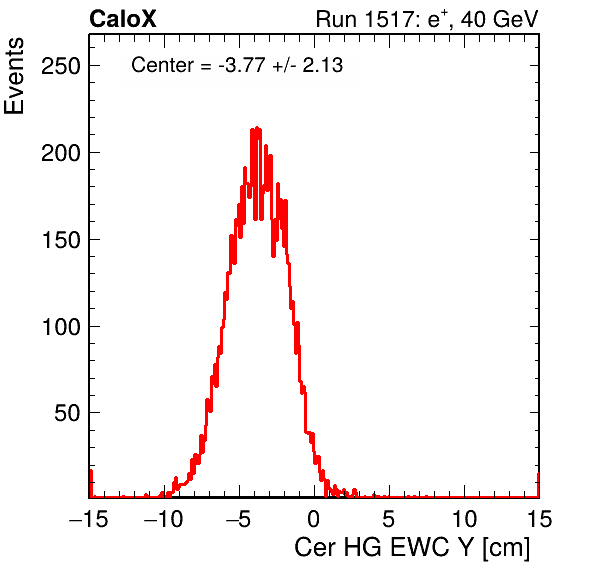 CaloX Run 1517: e⁺, 40 GeV
Center = -3.77 +/- 2.13
Events
250
200
150
100
50
−15 −10 −5 0 5 10 15
Cer HG EWC Y [cm]